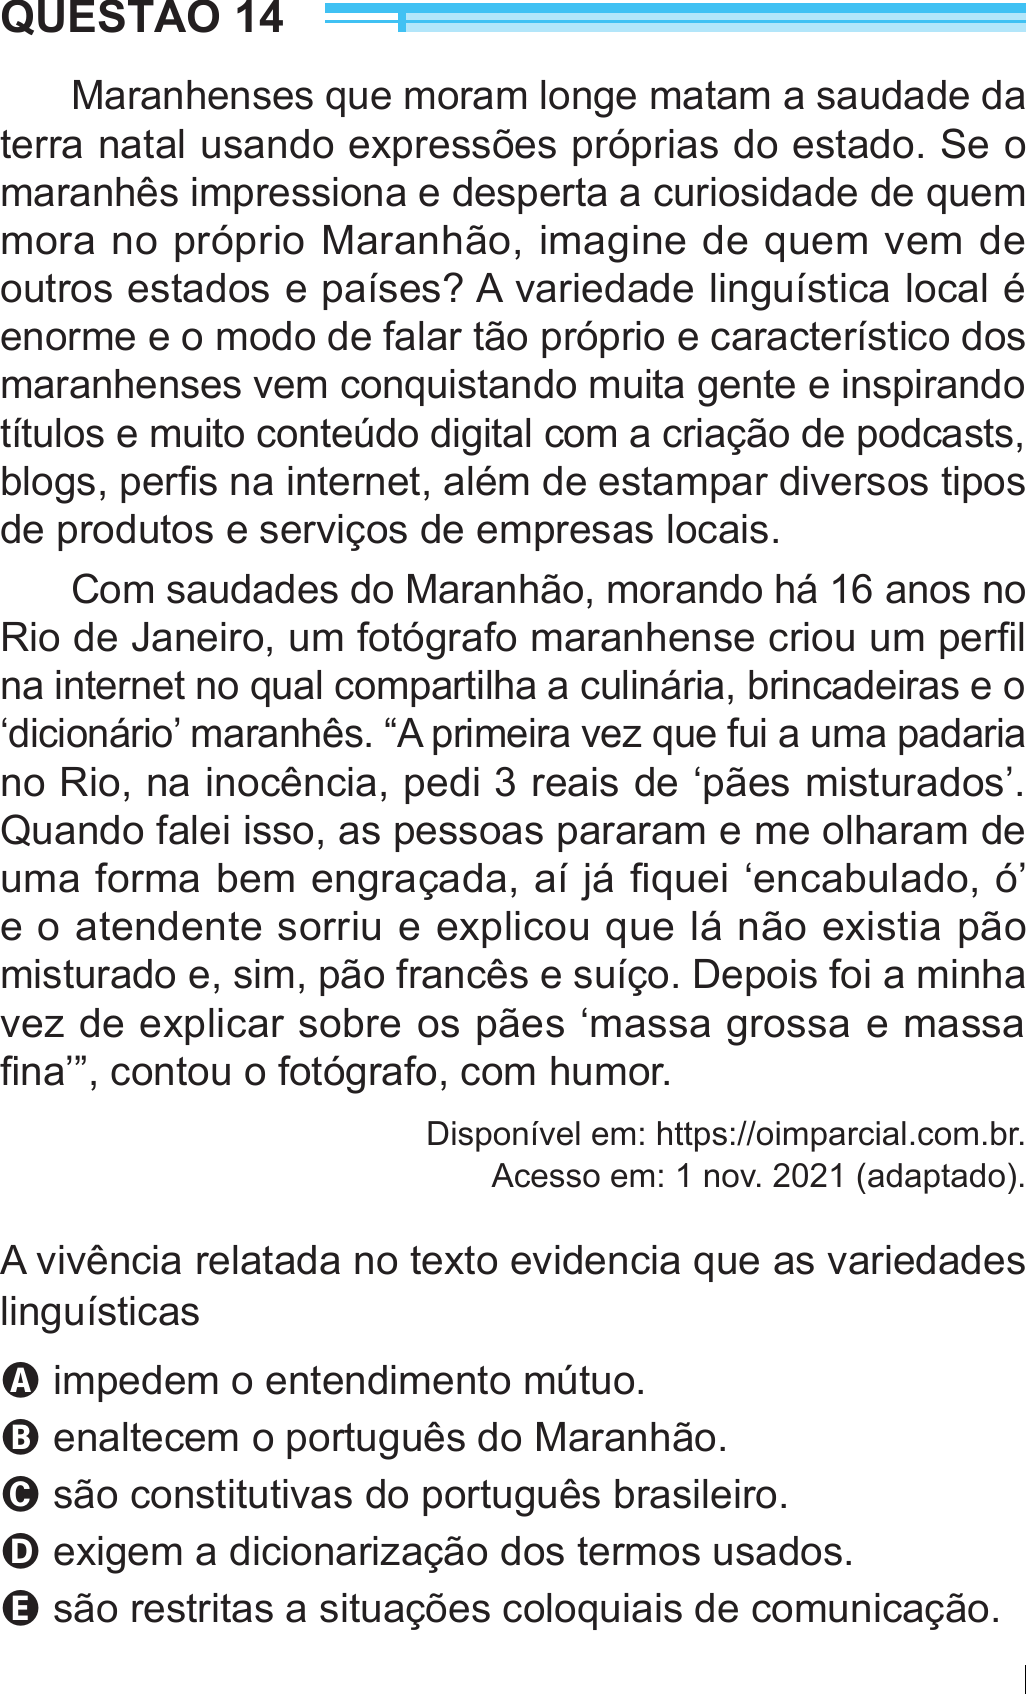 QUESTÃO 14
Maranhenses que moram longe matam a saudade da
terra natal usando expressões próprias do estado. Se o
maranhês impressiona e desperta a curiosidade de quem
mora no próprio Maranhão, imagine de quem vem de
outros estados e países? A variedade linguística local é
enorme e o modo de falar tão próprio e característico dos
maranhenses vem conquistando muita gente e inspirando
títulos e muito conteúdo digital com a criação de podcasts,
blogs, perfis na internet, além de estampar diversos tipos
de produtos e serviços de empresas locais.
Com saudades do Maranhão, morando há 16 anos no
Rio de Janeiro, um fotógrafo maranhense criou um perfil
na internet no qual compartilha a culinária, brincadeiras e o
‘dicionário’ maranhês. “A primeira vez que fui a uma padaria
no Rio, na inocência, pedi 3 reais de ‘pães misturados’.
Quando falei isso, as pessoas pararam e me olharam de
uma forma bem engraçada, aí já fiquei ‘encabulado, ó’
e o atendente sorriu e explicou que lá não existia pão
misturado e, sim, pão francês e suíço. Depois foi a minha
vez de explicar sobre os pães ‘massa grossa e massa
fina’”, contou o fotógrafo, com humor.
Disponível em: https://oimparcial.com.br.
Acesso em: 1 nov. 2021 (adaptado).
A vivência relatada no texto evidencia que as variedades
linguísticas
A impedem o entendimento mútuo.
B enaltecem o português do Maranhão.
C são constitutivas do português brasileiro.
D exigem a dicionarização dos termos usados.
E são restritas a situações coloquiais de comunicação.